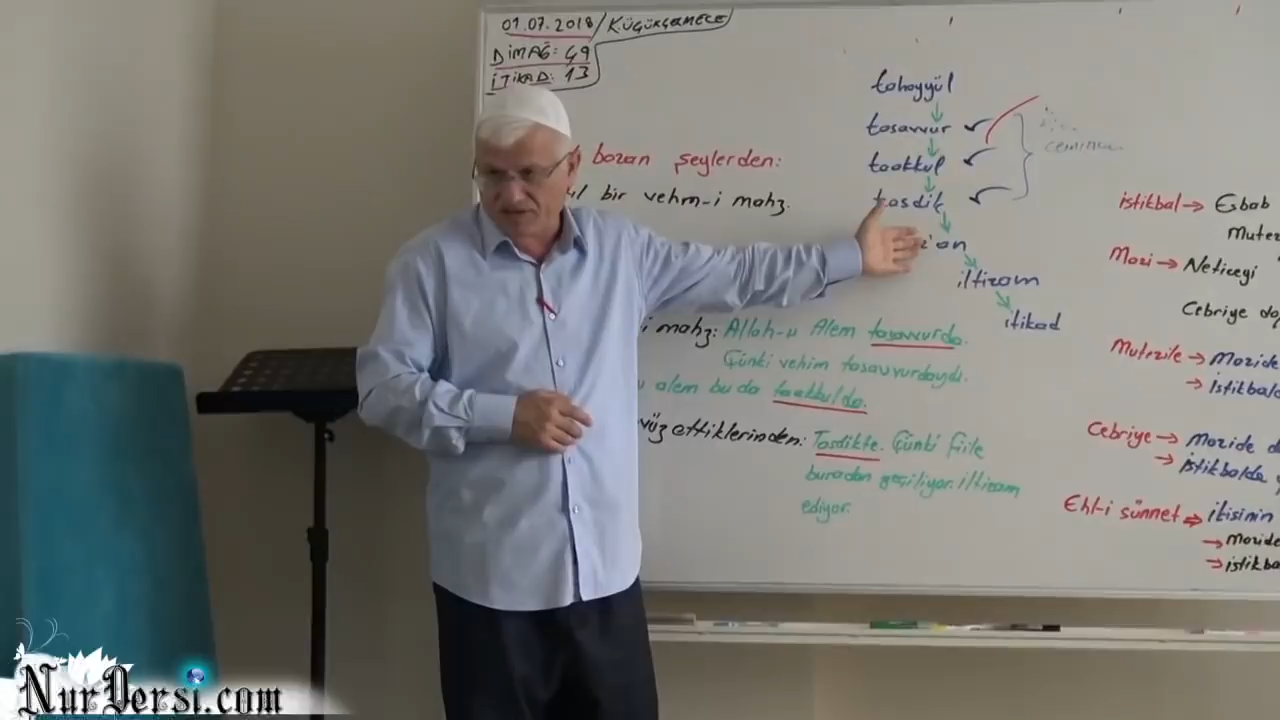 01.07.2018 / KÜÇÜKÇEKMECE
DİMAĞ: 49
İTİKAD: 13
bozan şeylerden:
bir vehm-i mahz.
tahayyül
tasavvur
taakkul
tasdik
iz'an
iltizam
itikad
mahz: Allah-u Alem tasavvurda.
Çünki vehim tasavvurdaydı.
alem bu da taakkulda.
ettiklerinden: Tasdikte. Çünki fiile
buradan geçiliyor. İltizam
ediyor.
istikbal → Esbab
Mazi → Neticeyi
Cebriye
Mutezile → Mazide
→ İstikbalde
Cebriye → Mazide
→ İstikbalde
Ehl-i sünnet ⇒ ikisinin
→ Mazide
NurDersi.com